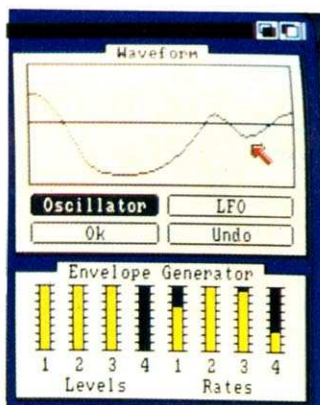 Waveform
Oscillator LFO
Ok Undo
Envelope Generator
1 2 3 4 1 2 3 4
Levels Rates